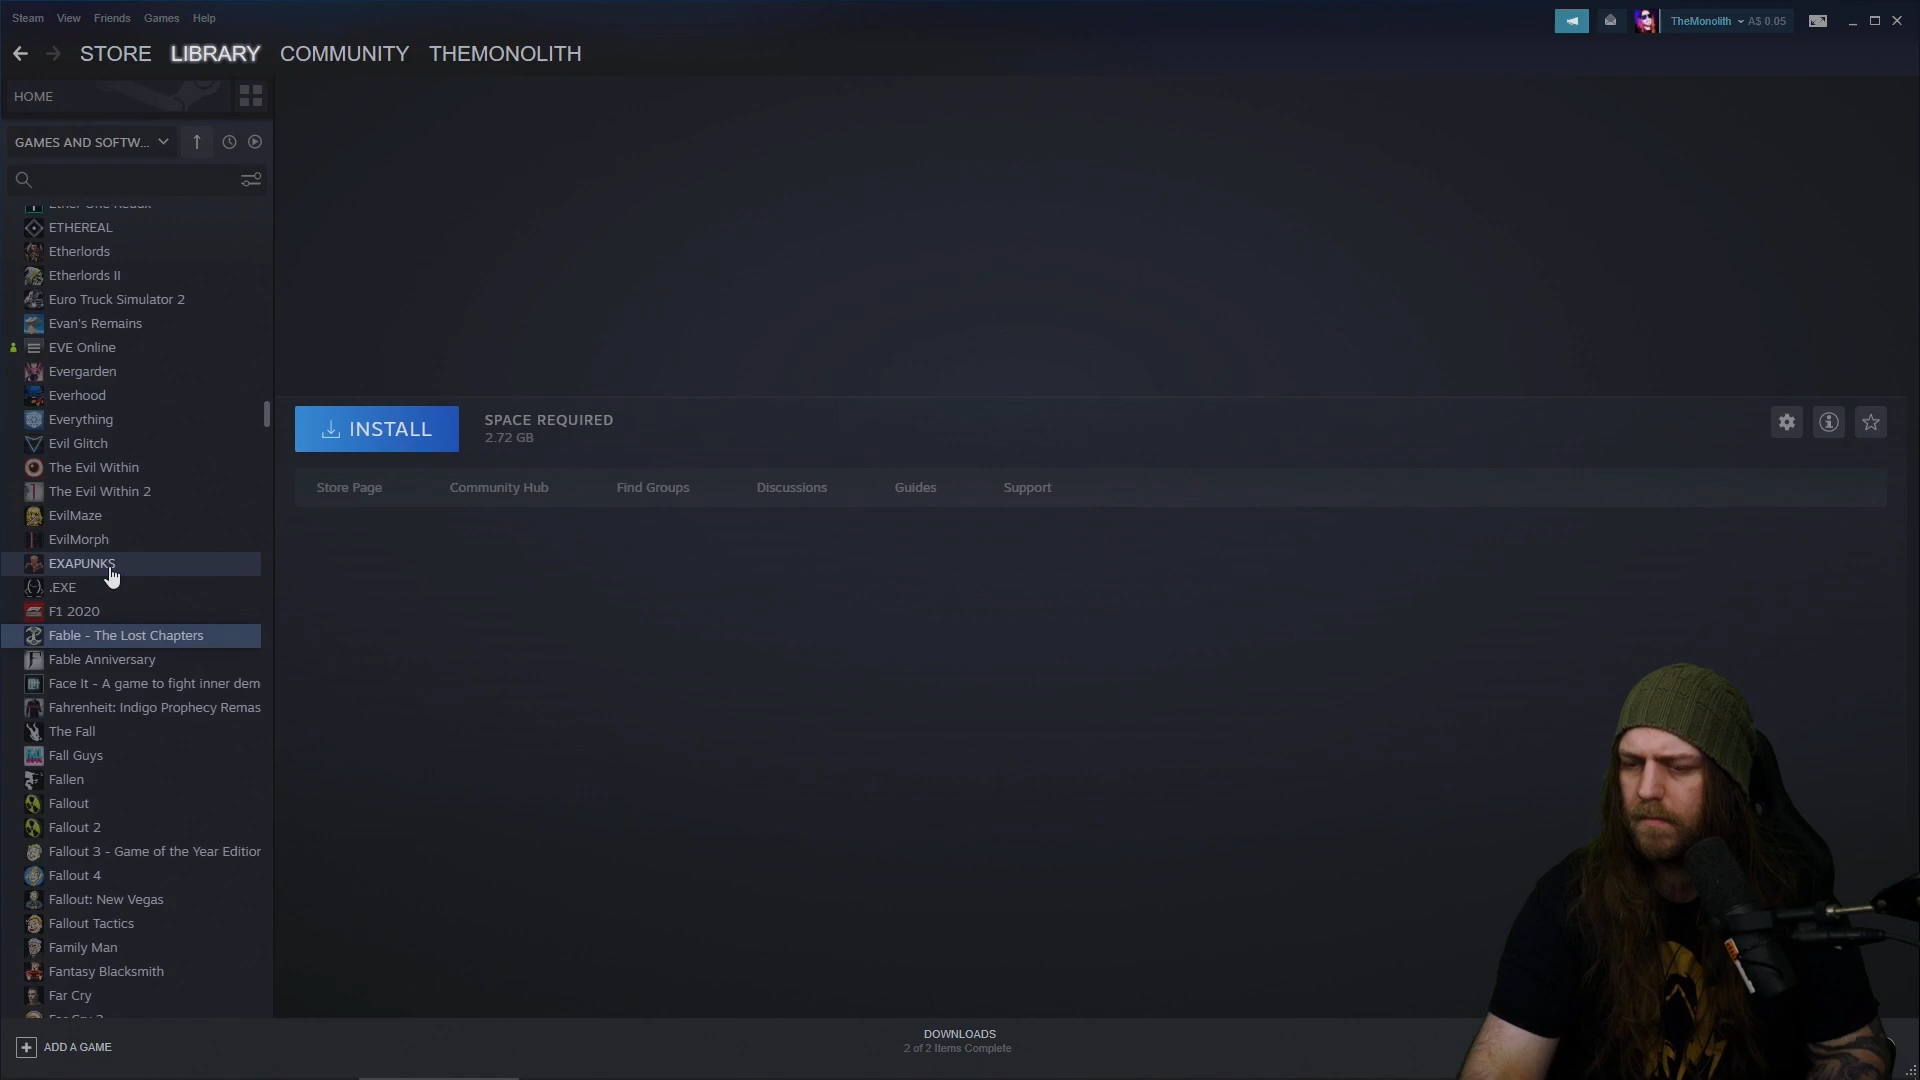 Steam View Friends Games Help
TheMonolith A$ 0.05
STORE LIBRARY COMMUNITY THEMONOLITH
HOME
GAMES AND SOFTW...
Ether One Redux
ETHEREAL
Etherlords
Etherlords II
Euro Truck Simulator 2
Evan's Remains
EVE Online
Evergarden
Everhood
Everything
Evil Glitch
The Evil Within
The Evil Within 2
EvilMaze
EvilMorph
EXAPUNKS
.EXE
F1 2020
Fable - The Lost Chapters
Fable Anniversary
Face It - A game to fight inner dem
Fahrenheit: Indigo Prophecy Remas
The Fall
Fall Guys
Fallen
Fallout
Fallout 2
Fallout 3 - Game of the Year Edition
Fallout 4
Fallout: New Vegas
Fallout Tactics
Family Man
Fantasy Blacksmith
Far Cry
INSTALL
SPACE REQUIRED
2.72 GB
Store Page Community Hub Find Groups Discussions Guides Support
ADD A GAME
DOWNLOADS
2 of 2 Items Complete